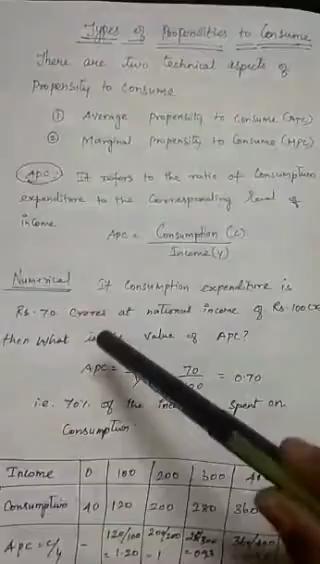 Types of Propensities to Consume
There are two technical aspects of
Propensity to consume
① Average Propensity to Consume (APC)
② Marginal Propensity to Consume (MPC)
APC: It refers to the ratio of Consumption
expenditure to the Corresponding level of
income
APC = Consumption (C)
Income (Y)
Numerical If Consumption expenditure is
Rs. 70 Crores at national income of Rs. 100
then what is value of APC?
APC = 70 = 0.70
i.e. 70% of the spent on
Consumption.
Income 0 100 200 300
Consumption 40 120 200 280 360
APC = C/Y - 120/100 200/200 360/400
= 1.20 = 1 = 0.93